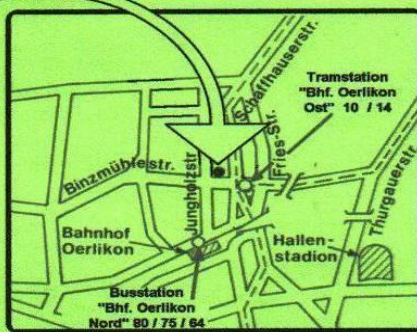 Schaffhauserstr.
Tramstation
"Bhf. Oerlikon
Ost" 10 / 14
Binzmühlestr.
Jungholzstr.
Fries-Str.
Thurgauerstr.
Bahnhof
Oerlikon
Hallen-
stadion
Busstation
"Bhf. Oerlikon
Nord" 80 / 75 / 64